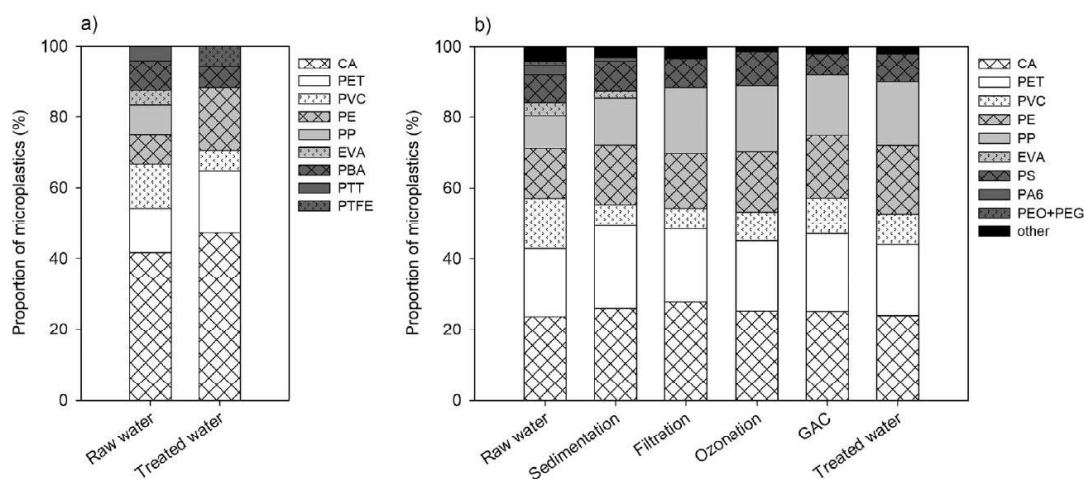 a)
Proportion of microplastics (%)
100
80
60
40
20
0
Raw water
Treated water
CA
PET
PVC
PE
PP
EVA
PBA
PTT
PTFE
b)
Proportion of microplastics (%)
100
80
60
40
20
0
Raw water
Sedimentation
Filtration
Ozonation
GAC
Treated water
CA
PET
PVC
PE
PP
EVA
PS
PA6
PEO+PEG
other